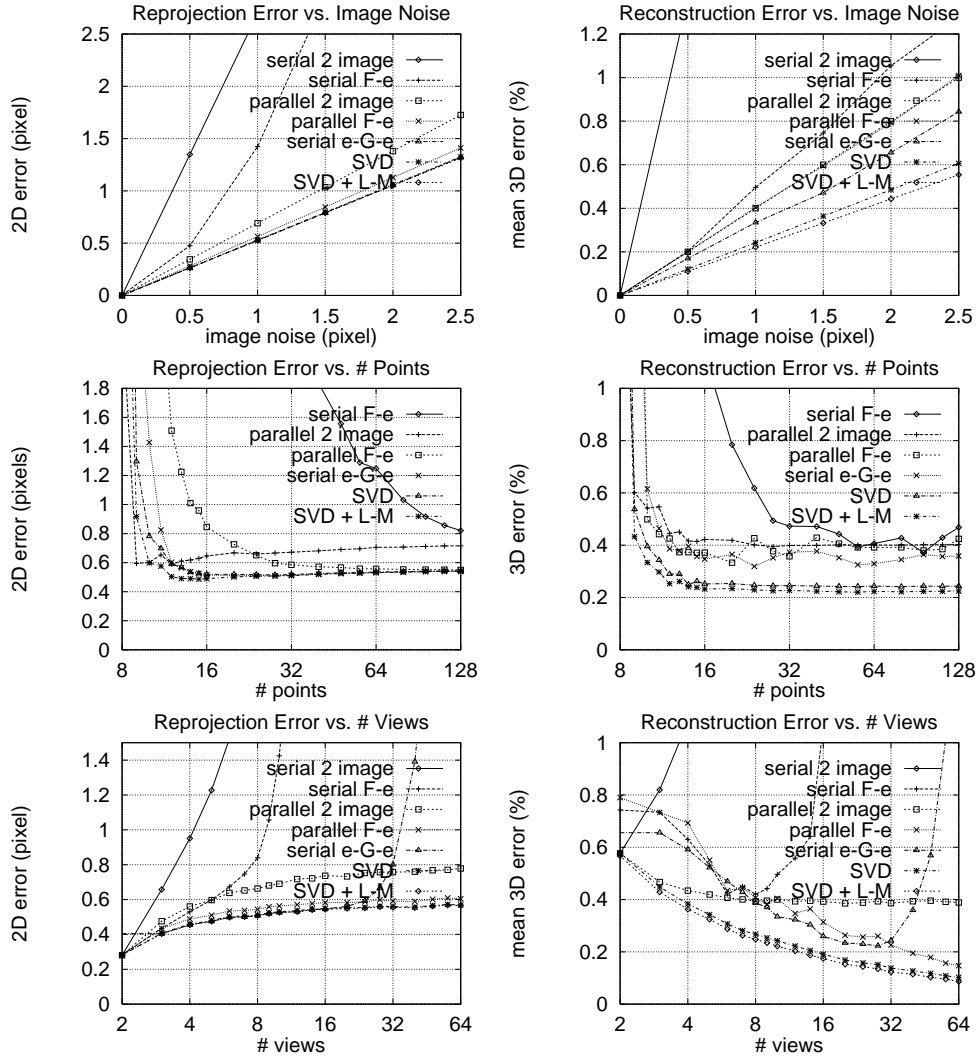 Reprojection Error vs. Image Noise
2D error (pixel)
2.5
2
1.5
1
0.5
0
serial 2 image
serial F-e
parallel 2 image
parallel F-e
serial e-G-e
SVD
SVD + L-M
0 0.5 1 1.5 2 2.5
image noise (pixel)
Reconstruction Error vs. Image Noise
mean 3D error (%)
1.2
1
0.8
0.6
0.4
0.2
0
serial 2 image
serial F-e
parallel 2 image
parallel F-e
serial e-G-e
SVD
SVD + L-M
0 0.5 1 1.5 2 2.5
image noise (pixel)
Reprojection Error vs. # Points
2D error (pixels)
1.8
1.6
1.4
1.2
1
0.8
0.6
0.4
0.2
0
serial F-e
parallel 2 image
parallel F-e
serial e-G-e
SVD
SVD + L-M
8 16 32 64 128
# points
Reconstruction Error vs. # Points
3D error (%)
1
0.8
0.6
0.4
0.2
0
serial F-e
parallel 2 image
parallel F-e
serial e-G-e
SVD
SVD + L-M
8 16 32 64 128
# points
Reprojection Error vs. # Views
2D error (pixel)
1.4
1.2
1
0.8
0.6
0.4
0.2
0
serial 2 image
serial F-e
parallel 2 image
parallel F-e
serial e-G-e
SVD
SVD + L-M
2 4 8 16 32 64
# views
Reconstruction Error vs. # Views
mean 3D error (%)
1
0.8
0.6
0.4
0.2
0
serial 2 image
serial F-e
parallel 2 image
parallel F-e
serial e-G-e
SVD
SVD + L-M
2 4 8 16 32 64
# views